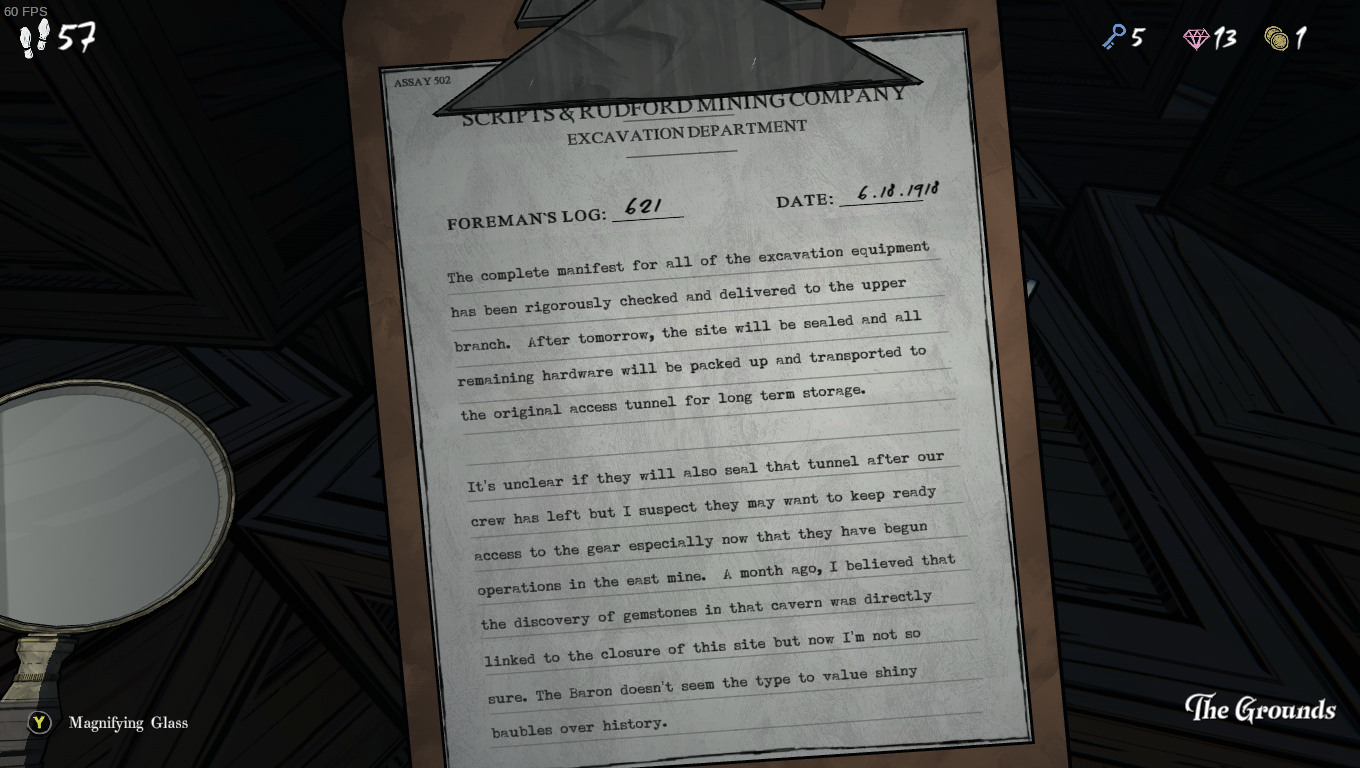 60 FPS
57
5
13
1
ASSAY 502
SCRIPTS & RUDFORD MINING COMPANY
EXCAVATION DEPARTMENT
FOREMAN'S LOG: 621
DATE: 6.18.1918
The complete manifest for all of the excavation equipment
has been rigorously checked and delivered to the upper
branch. After tomorrow, the site will be sealed and all
remaining hardware will be packed up and transported to
the original access tunnel for long term storage.
It's unclear if they will also seal that tunnel after our
crew has left but I suspect they may want to keep ready
access to the gear especially now that they have begun
operations in the east mine. A month ago, I believed that
the discovery of gemstones in that cavern was directly
linked to the closure of this site but now I'm not so
sure. The Baron doesn't seem the type to value shiny
baubles over history.
Y Magnifying Glass
The Grounds